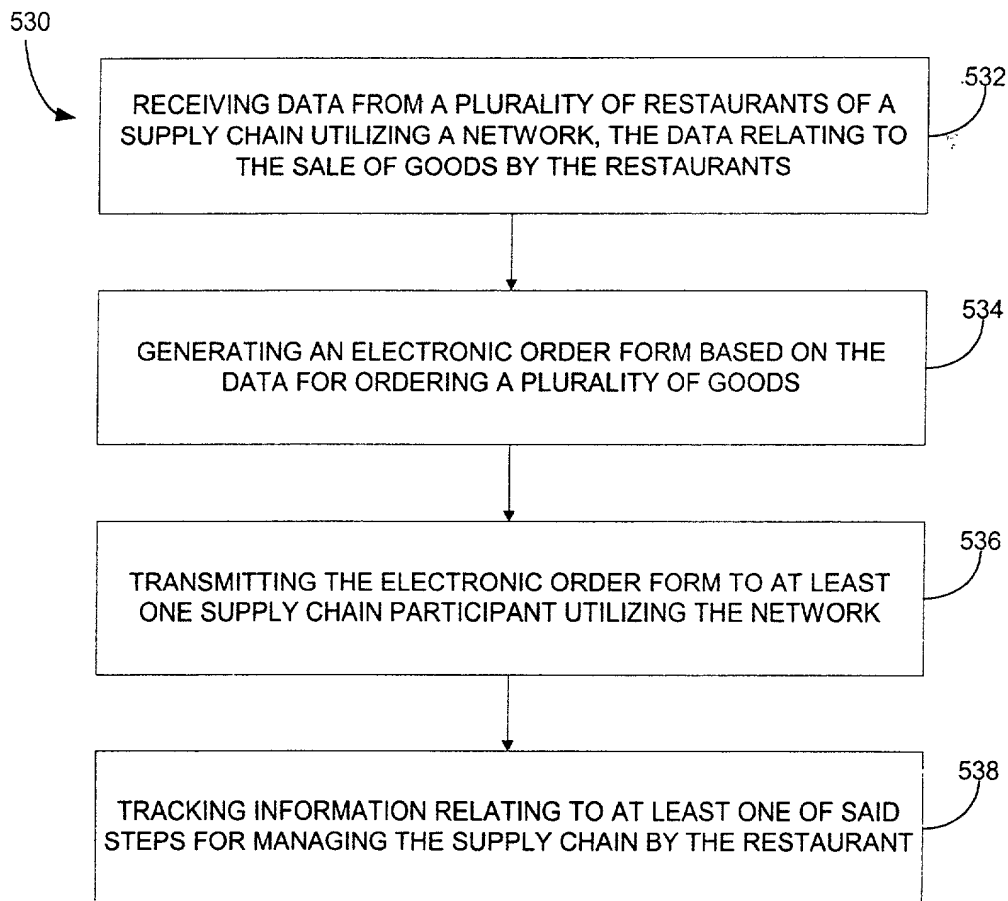 530
532
RECEIVING DATA FROM A PLURALITY OF RESTAURANTS OF A
SUPPLY CHAIN UTILIZING A NETWORK, THE DATA RELATING TO
THE SALE OF GOODS BY THE RESTAURANTS
534
GENERATING AN ELECTRONIC ORDER FORM BASED ON THE
DATA FOR ORDERING A PLURALITY OF GOODS
536
TRANSMITTING THE ELECTRONIC ORDER FORM TO AT LEAST
ONE SUPPLY CHAIN PARTICIPANT UTILIZING THE NETWORK
538
TRACKING INFORMATION RELATING TO AT LEAST ONE OF SAID
STEPS FOR MANAGING THE SUPPLY CHAIN BY THE RESTAURANT